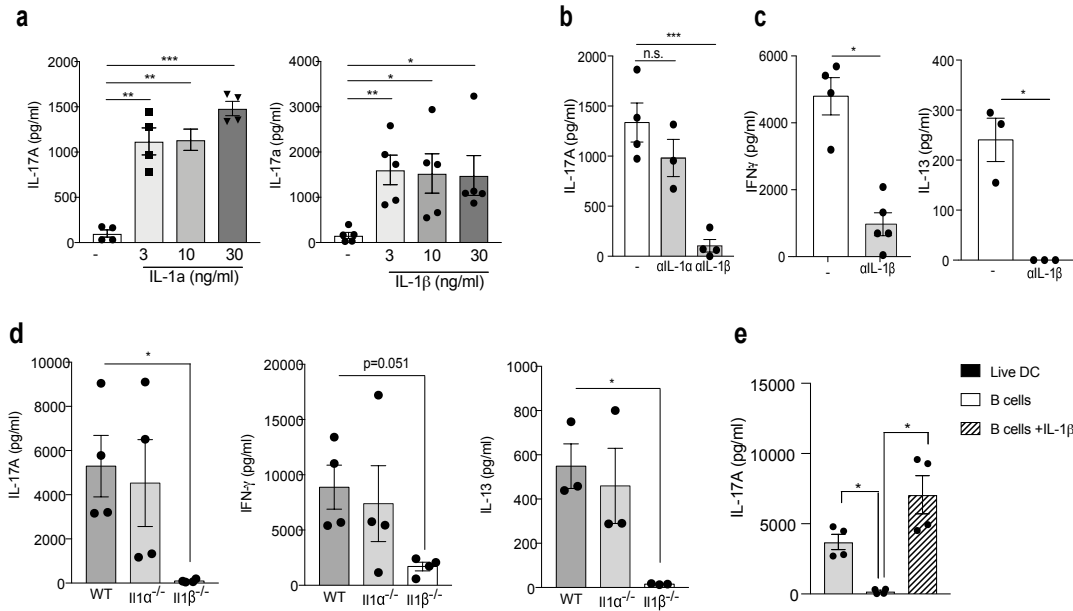 a
IL-17A (pg/ml)
2000
1500
1000
500
0
**
**
***
-
3
10
30
IL-1a (ng/ml)
IL-17a (pg/ml)
4000
3000
2000
1000
0
**
*
*
-
3
10
30
IL-1β (ng/ml)
b
IL-17A (pg/ml)
2000
1500
1000
500
0
***
n.s.
-
αIL-1α
αIL-1β
c
IFNγ (pg/ml)
6000
4000
2000
0
*
-
αIL-1β
IL-13 (pg/ml)
400
300
200
100
0
*
-
αIL-1β
d
IL-17A (pg/ml)
10000
8000
6000
4000
2000
0
*
WT
Il1α-/-
Il1β-/-
IFN-γ (pg/ml)
20000
15000
10000
5000
0
p=0.051
WT
Il1α-/-
Il1β-/-
IL-13 (pg/ml)
800
600
400
200
0
*
WT
Il1α-/-
Il1β-/-
e
IL-17A (pg/ml)
15000
10000
5000
0
*
*
Live DC
B cells
B cells +IL-1β